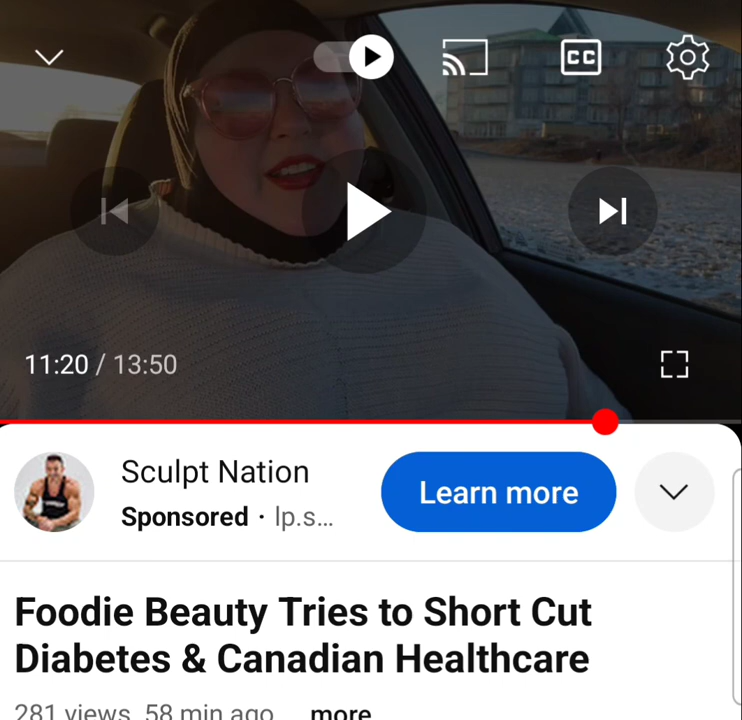 CC
11:20 / 13:50
Sculpt Nation
Sponsored · lp.s...
Learn more
Foodie Beauty Tries to Short Cut
Diabetes & Canadian Healthcare
281 views 58 min ago ...more